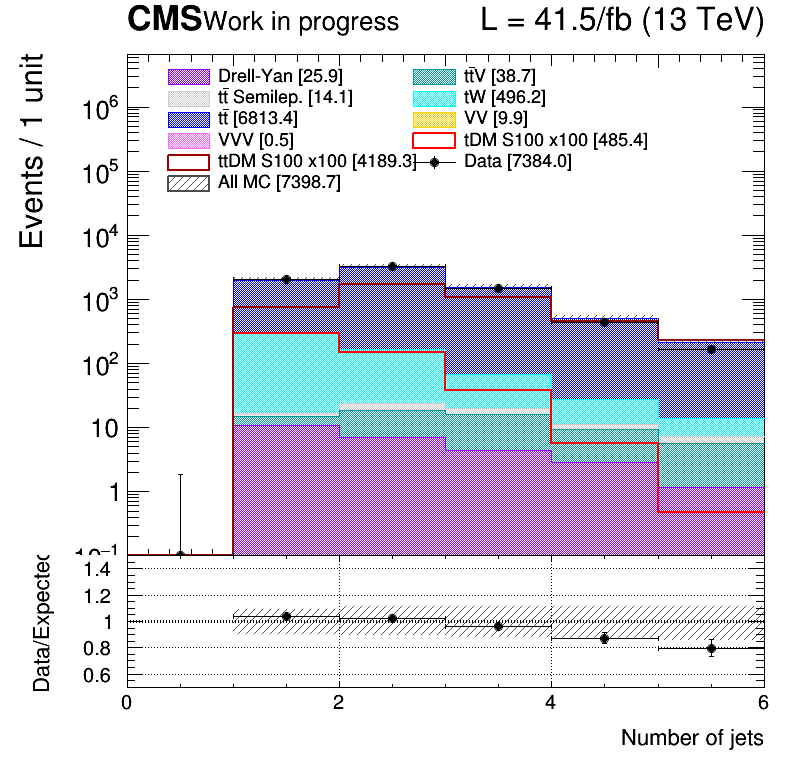 CMS Work in progress L = 41.5/fb (13 TeV)
Events / 1 unit
Drell-Yan [25.9] tt̄V [38.7]
tt̄ Semilep. [14.1] tW [496.2]
tt̄ [6813.4] VV [9.9]
VVV [0.5] tDM S100 x100 [485.4]
ttDM S100 x100 [4189.3] Data [7384.0]
All MC [7398.7]
10⁶
10⁵
10⁴
10³
10²
10
1
10⁻¹
Data/Expected
1.4
1.2
1
0.8
0.6
0 2 4 6
Number of jets